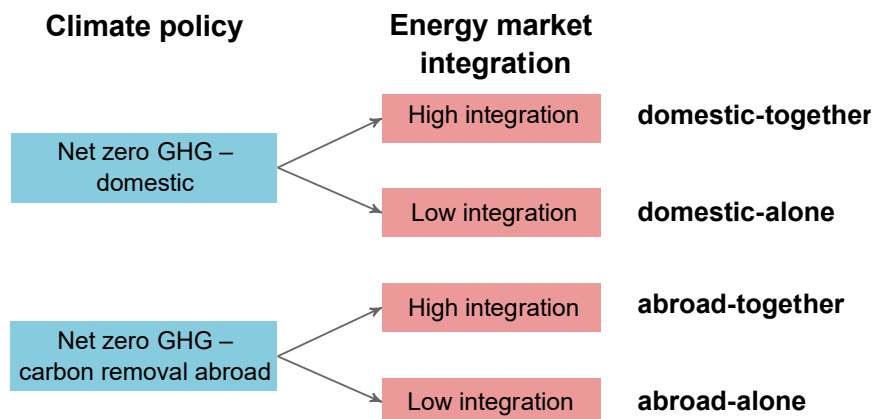 Climate policy
Energy market
integration
Net zero GHG –
domestic
High integration
domestic-together
Low integration
domestic-alone
Net zero GHG –
carbon removal abroad
High integration
abroad-together
Low integration
abroad-alone